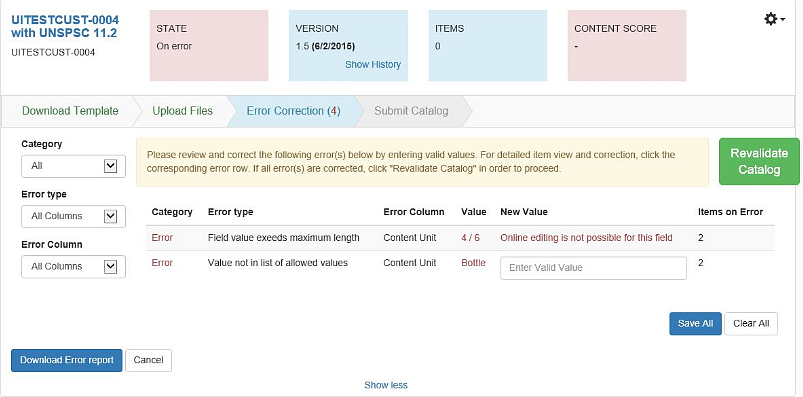 UITESTCUST-0004
with UNSPSC 11.2
UITESTCUST-0004
STATE
On error
VERSION
1.5 (6/2/2015)
Show History
ITEMS
0
CONTENT SCORE
-
Download Template
Upload Files
Error Correction (4)
Submit Catalog
Category
All
Error type
All Columns
Error Column
All Columns
Please review and correct the following error(s) below by entering valid values. For detailed item view and correction, click the
corresponding error row. If all error(s) are corrected, click "Revalidate Catalog" in order to proceed.
Revalidate
Catalog
Category Error type Error Column Value New Value Items on Error
Error Field value exeeds maximum length Content Unit 4 / 6 Online editing is not possible for this field 2
Error Value not in list of allowed values Content Unit Bottle Enter Valid Value 2
Save All Clear All
Download Error report Cancel
Show less